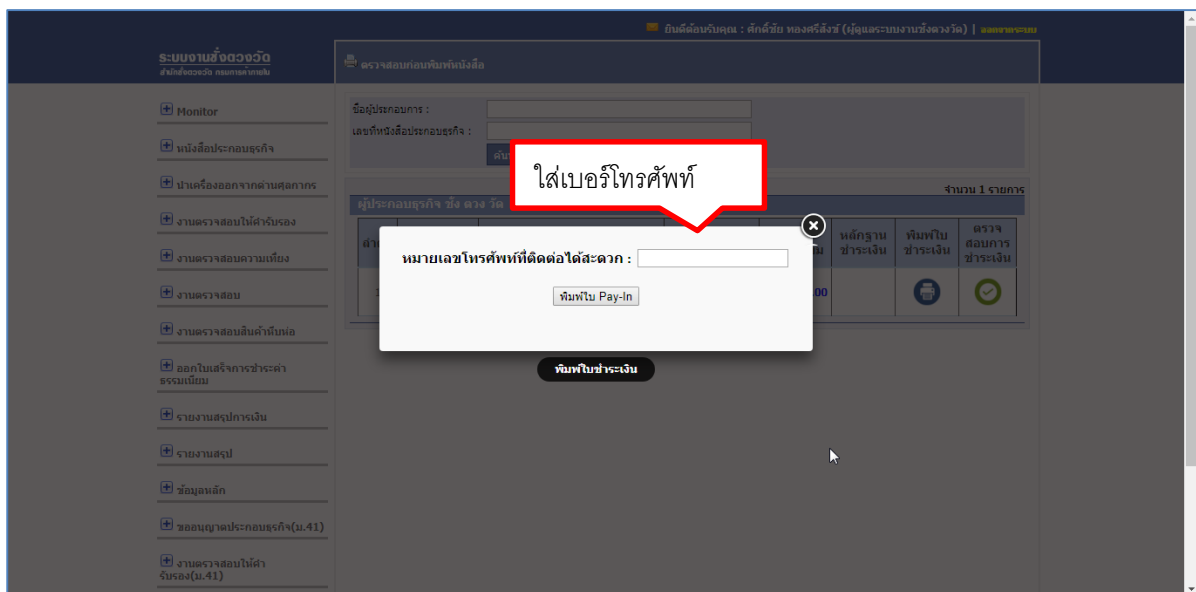 ยินดีต้อนรับคุณ : ศักดิ์ชัย ทองศรีสังข์ (ผู้ดูแลระบบงานชั่งตวงวัด) | ออกจากระบบ
ระบบงานชั่งตวงวัด
สำนักชั่งตวงวัด กรมการค้าภายใน
ตรวจสอบก่อนพิมพ์หนังสือ
Monitor
หนังสือประกอบธุรกิจ
นำเครื่องออกจากด่านศุลกากร
งานตรวจสอบให้คำรับรอง
งานตรวจสอบความเที่ยง
งานตรวจสอบ
งานตรวจสอบสินค้าหีบห่อ
ออกใบเสร็จการชำระค่า
ธรรมเนียม
รายงานสรุปการเงิน
รายงานสรุป
ข้อมูลหลัก
ขออนุญาตประกอบธุรกิจ(ม.41)
งานตรวจสอบให้คำ
รับรอง(ม.41)
ชื่อผู้ประกอบการ :
เลขที่หนังสือประกอบธุรกิจ :
ใส่เบอร์โทรศัพท์
จำนวน 1 รายการ
ผู้ประกอบธุรกิจ ชั่ง ตวง วัด
หลักฐาน
ชำระเงิน
พิมพ์ใบ
ชำระเงิน
ตรวจ
สอบการ
ชำระเงิน
.00
หมายเลขโทรศัพท์ที่ติดต่อได้สะดวก :
พิมพ์ใบ Pay-In
พิมพ์ใบชำระเงิน